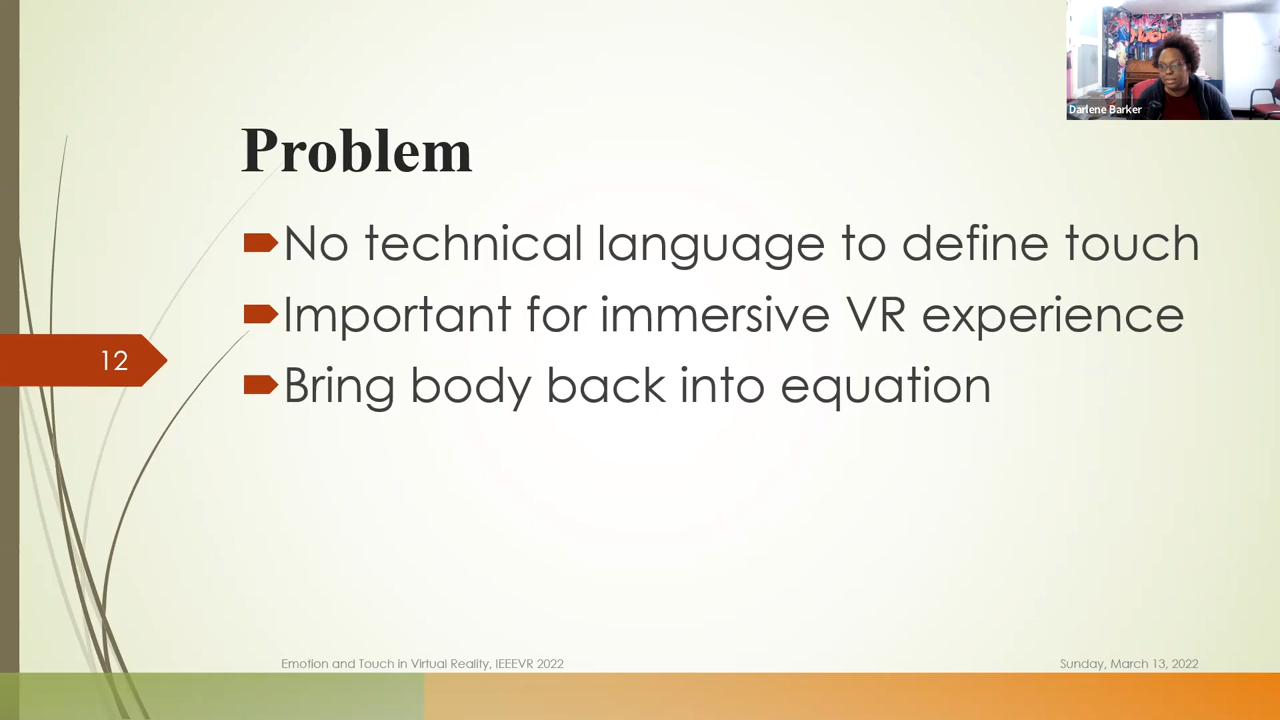 Darlene Barker
Problem
No technical language to define touch
Important for immersive VR experience
12
Bring body back into equation
Emotion and Touch in Virtual Reality, IEEEVR 2022
Sunday, March 13, 2022